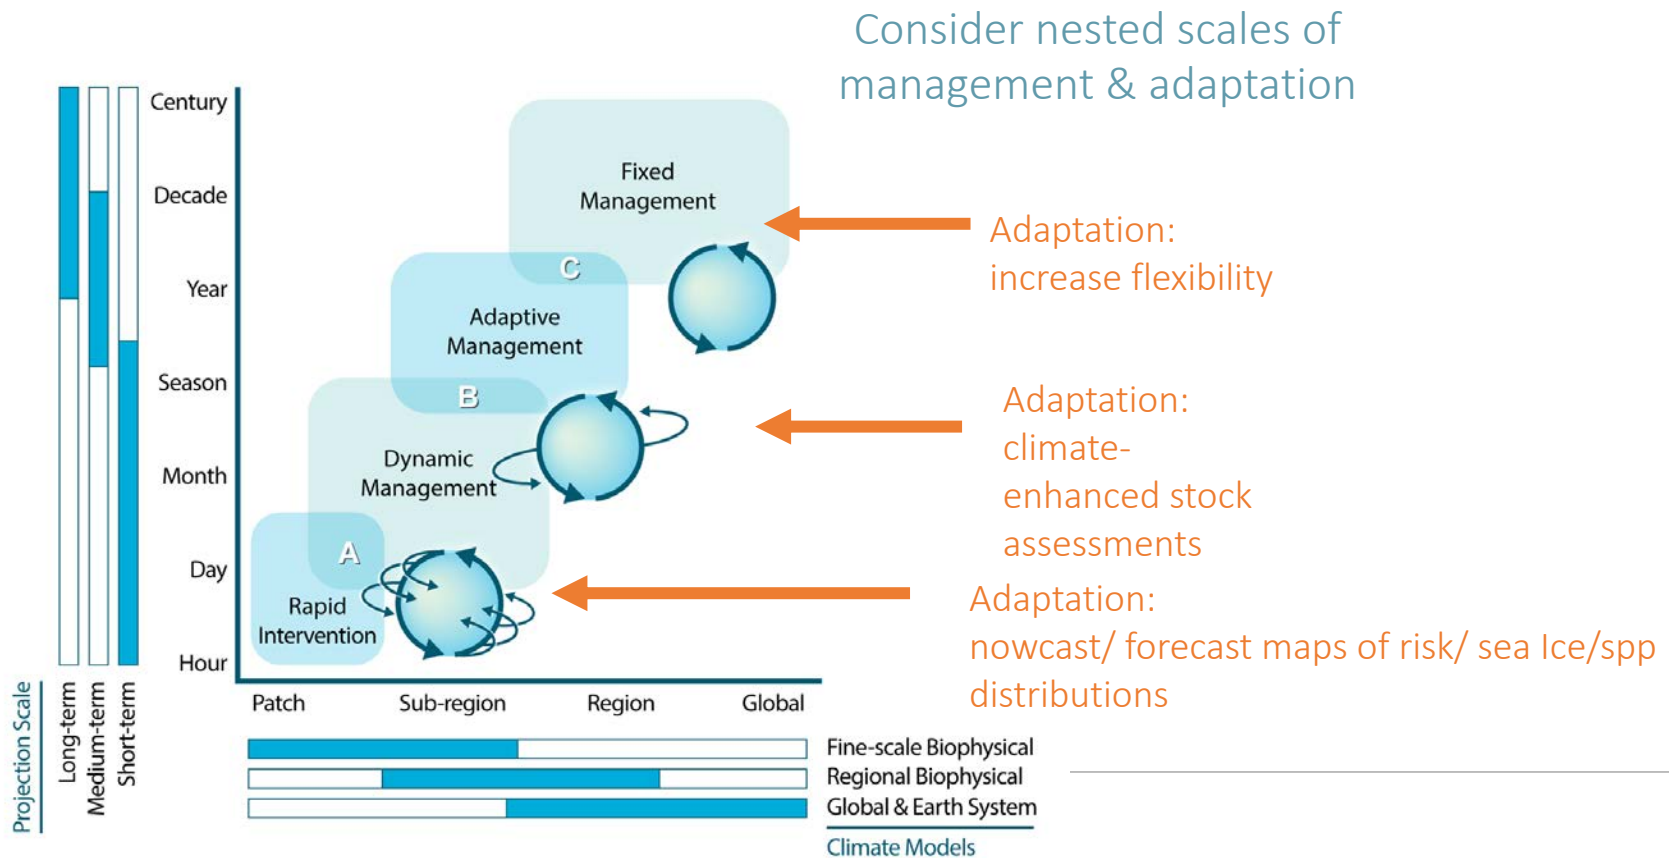 Consider nested scales of
management & adaptation
Century
Decade
Year
Season
Month
Day
Hour
Fixed
Management
C
Adaptive
Management
B
Dynamic
Management
A
Rapid
Intervention
Adaptation:
increase flexibility
Adaptation:
climate-
enhanced stock
assessments
Adaptation:
nowcast/ forecast maps of risk/ sea Ice/spp
distributions
Patch
Sub-region
Region
Global
Projection Scale
Long-term
Medium-term
Short-term
Fine-scale Biophysical
Regional Biophysical
Global & Earth System
Climate Models